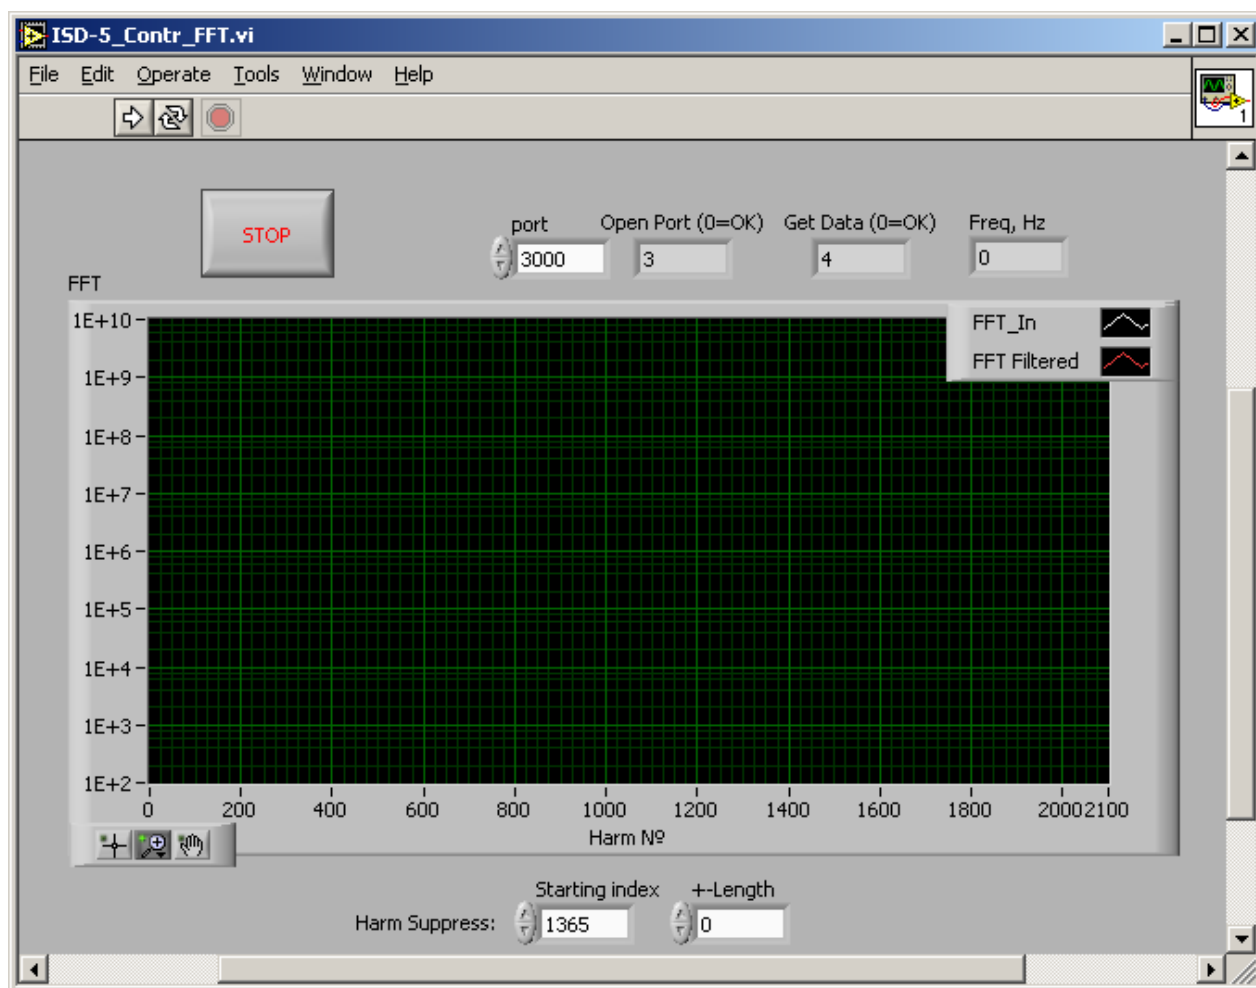 ISD-5_Contr_FFT.vi
File Edit Operate Tools Window Help
1
STOP
port Open Port (0=OK) Get Data (0=OK) Freq, Hz
3000 3 4 0
FFT
FFT_In
FFT Filtered
1E+10
1E+9
1E+8
1E+7
1E+6
1E+5
1E+4
1E+3
1E+2
0 200 400 600 800 1000 1200 1400 1600 1800 2000 2100
Harm Nº
Starting index +-Length
Harm Suppress: 1365 0